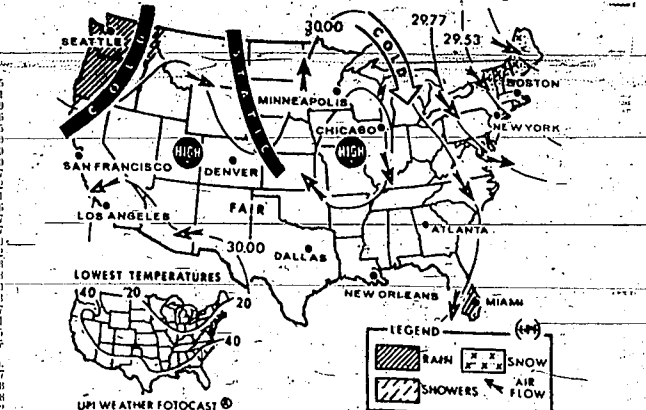 30.00
29.77
29.53
SEATTLE
COLD
STATIC
COLD
BOSTON
MINNEAPOLIS
NEW YORK
CHICAGO
HIGH
HIGH
SAN FRANCISCO
DENVER
LOS ANGELES
FAIR
ATLANTA
30.00
DALLAS
LOWEST TEMPERATURES
NEW ORLEANS
MIAMI
40
20
20
40
LEGEND
(UPI)
RAIN
SNOW
SHOWERS
AIR
FLOW
UPI WEATHER FOTOCAST ®